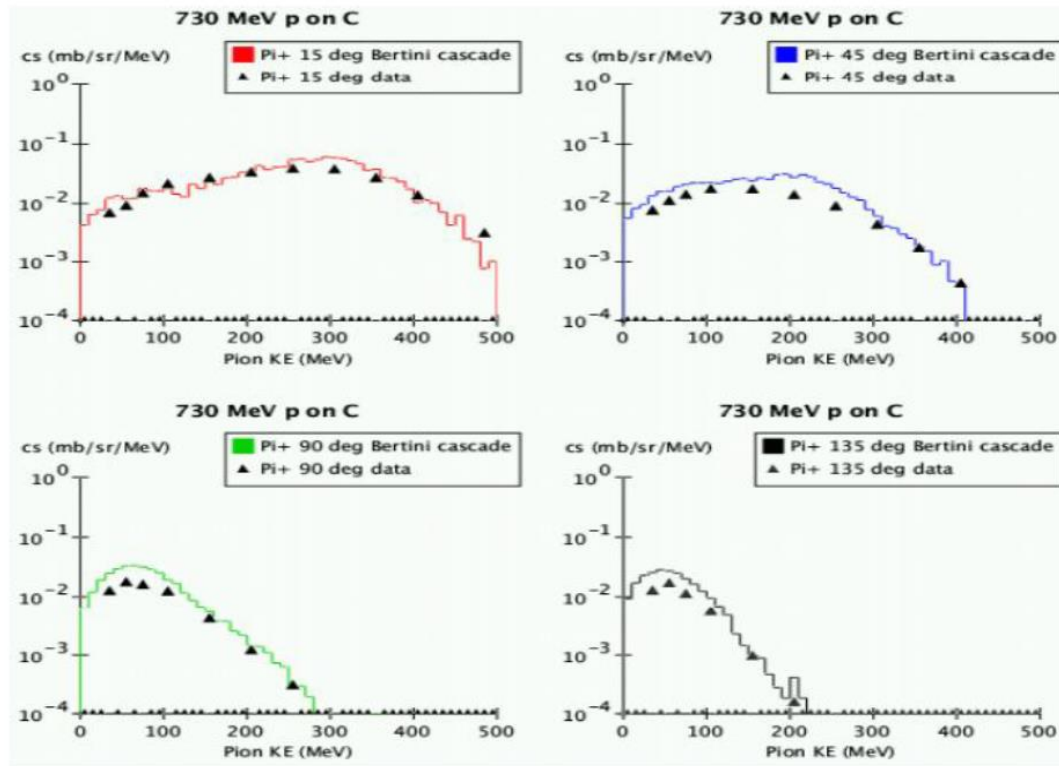 730 MeV p on C
cs (mb/sr/MeV)
Pi+ 15 deg Bertini cascade
Pi+ 15 deg data
10^0
10^-1
10^-2
10^-3
10^-4
0 100 200 300 400 500
Pion KE (MeV)
730 MeV p on C
cs (mb/sr/MeV)
Pi+ 45 deg Bertini cascade
Pi+ 45 deg data
10^0
10^-1
10^-2
10^-3
10^-4
0 100 200 300 400 500
Pion KE (MeV)
730 MeV p on C
cs (mb/sr/MeV)
Pi+ 90 deg Bertini cascade
Pi+ 90 deg data
10^0
10^-1
10^-2
10^-3
10^-4
0 100 200 300 400 500
Pion KE (MeV)
730 MeV p on C
cs (mb/sr/MeV)
Pi+ 135 deg Bertini cascade
Pi+ 135 deg data
10^0
10^-1
10^-2
10^-3
10^-4
0 100 200 300 400 500
Pion KE (MeV)